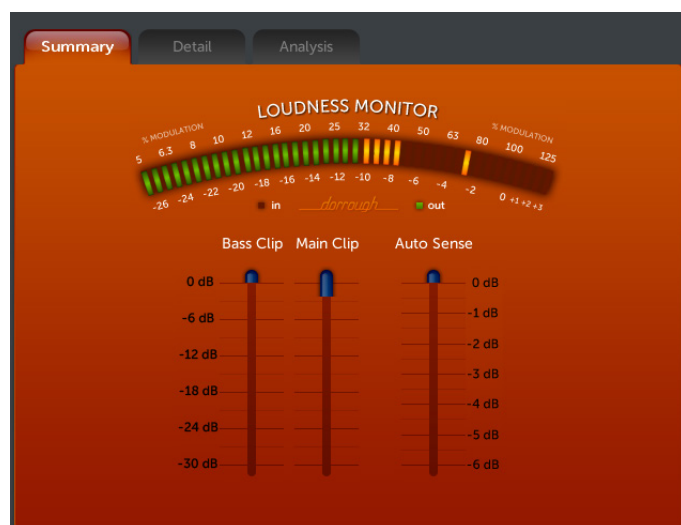 Summary Detail Analysis
LOUDNESS MONITOR
% MODULATION % MODULATION
5 6.3 8 10 12 16 20 25 32 40 50 63 80 100 125
-26 -24 -22 -20 -18 -16 -14 -12 -10 -8 -6 -4 -2 0 +1 +2 +3
in dorrough out
Bass Clip Main Clip Auto Sense
0 dB 0 dB
-6 dB -1 dB
-12 dB -2 dB
-18 dB -3 dB
-24 dB -4 dB
-30 dB -5 dB
-6 dB